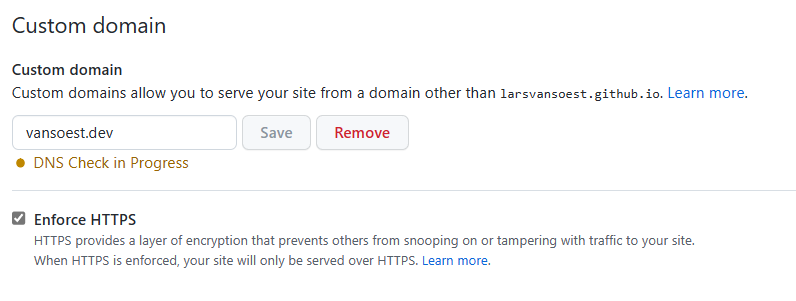 Custom domain
Custom domain
Custom domains allow you to serve your site from a domain other than larsvansoest.github.io. Learn more.
vansoest.dev Save Remove
DNS Check in Progress
Enforce HTTPS
HTTPS provides a layer of encryption that prevents others from snooping on or tampering with traffic to your site.
When HTTPS is enforced, your site will only be served over HTTPS. Learn more.